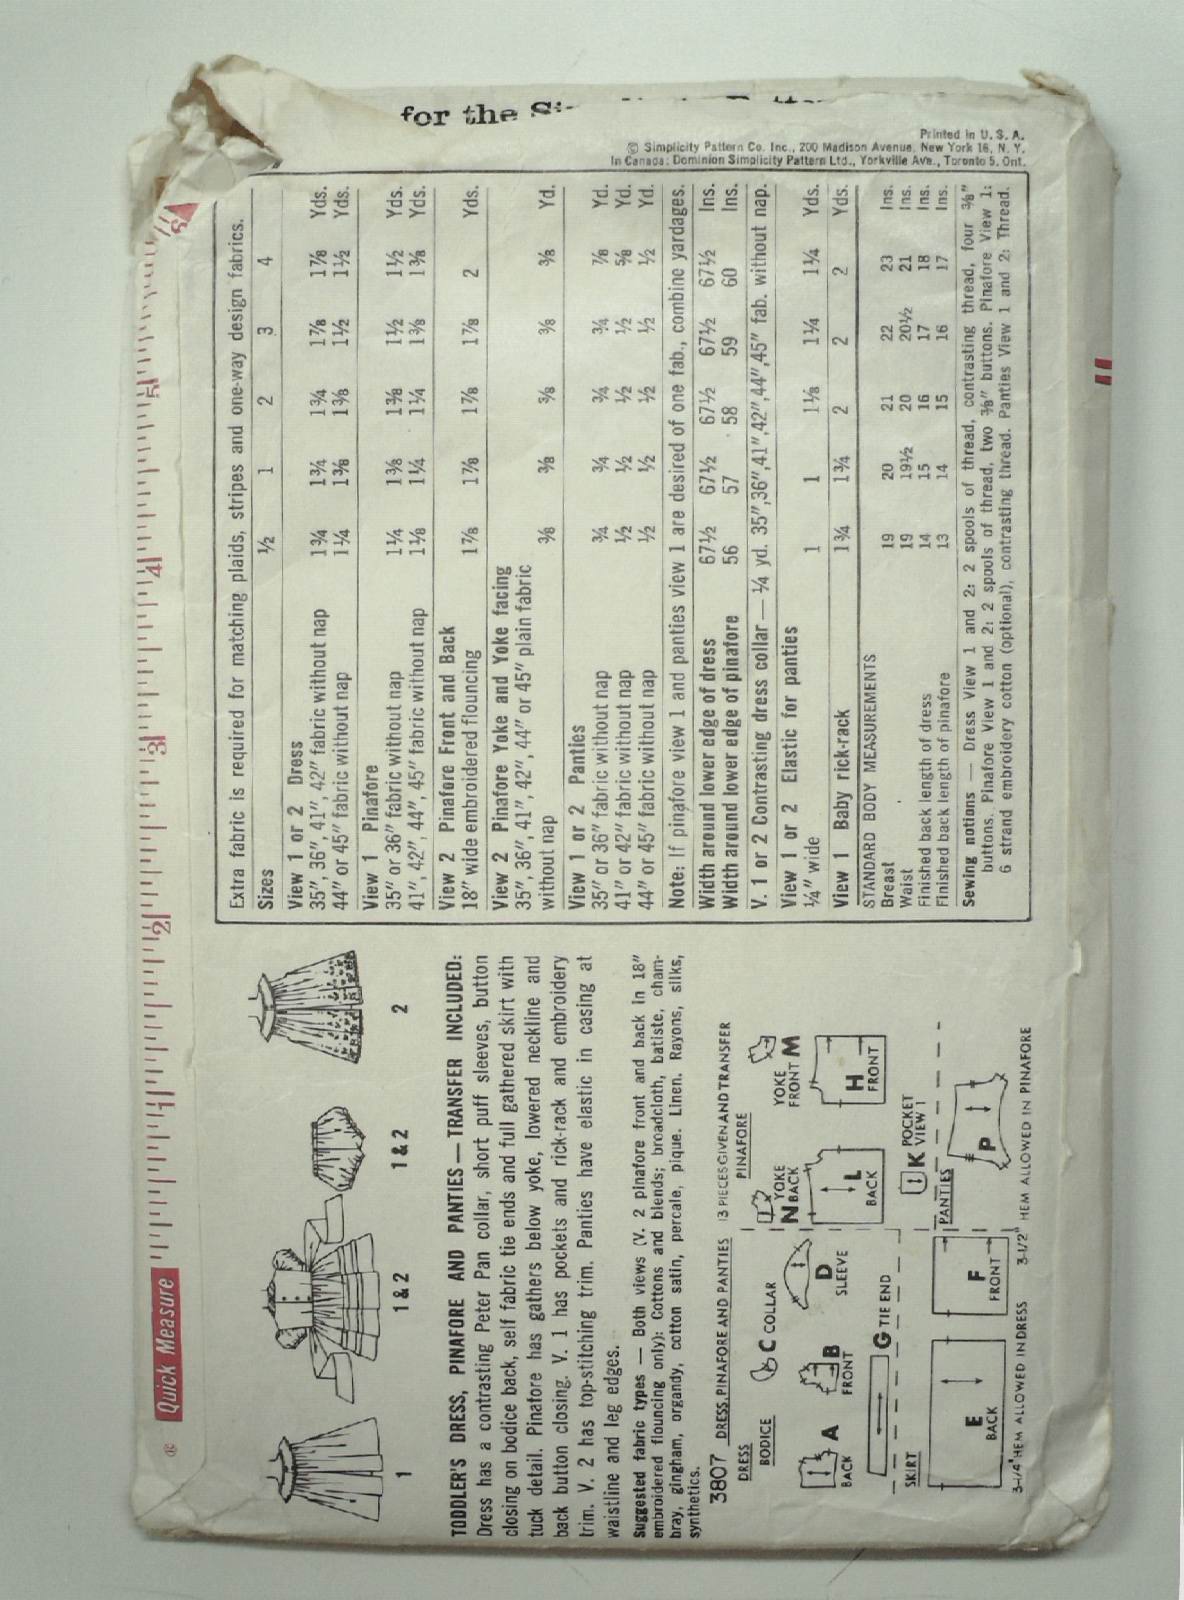 for the
Printed in U. S. A.
© Simplicity Pattern Co. Inc., 200 Madison Avenue, New York 16, N. Y.
In Canada: Dominion Simplicity Pattern Ltd., Yorkville Ave., Toronto 5, Ont.
® Quick Measure 1 2 3 4 5 6
1
1 & 2
1 & 2
2
TODDLER'S DRESS, PINAFORE AND PANTIES — TRANSFER INCLUDED:
Dress has a contrasting Peter Pan collar, short puff sleeves, button
closing on bodice back, self fabric tie ends and full gathered skirt with
tuck detail. Pinafore has gathers below yoke, lowered neckline and
back button closing. V. 1 has pockets and rick-rack and embroidery
trim. V. 2 has top-stitching trim. Panties have elastic in casing at
waistline and leg edges.
Suggested fabric types — Both views (V. 2 pinafore front and back in 18″
embroidered flouncing only): Cottons and blends; broadcloth, batiste, cham-
bray, gingham, organdy, cotton satin, percale, pique. Linen. Rayons, silks,
synthetics.
3807 DRESS, PINAFORE AND PANTIES 13 PIECES GIVEN AND TRANSFER
DRESS
BODICE
A
BACK
B
FRONT
C COLLAR
D
SLEEVE
G TIE END
SKIRT
E
BACK
F
FRONT
3-1/4" HEM ALLOWED IN DRESS 3-1/2" HEM ALLOWED IN PINAFORE
PINAFORE
YOKE
N BACK
YOKE
FRONT M
L
BACK
H
FRONT
K POCKET
VIEW 1
PANTIES
P
Extra fabric is required for matching plaids, stripes and one-way design fabrics.
Sizes ½ 1 2 3 4
View 1 or 2 Dress
35″, 36″, 41″, 42″ fabric without nap 1¾ 1¾ 1¾ 1⅞ 1⅞ Yds.
44″ or 45″ fabric without nap 1¼ 1⅜ 1⅜ 1½ 1½ Yds.
View 1 Pinafore
35″ or 36″ fabric without nap 1¼ 1⅜ 1⅜ 1½ 1½ Yds.
41″, 42″, 44″, 45″ fabric without nap 1⅛ 1¼ 1¼ 1⅜ 1⅜ Yds.
View 2 Pinafore Front and Back
18″ wide embroidered flouncing 1⅞ 1⅞ 1⅞ 1⅞ 2 Yds.
View 2 Pinafore Yoke and Yoke facing
35″, 36″, 41″, 42″, 44″ or 45″ plain fabric
without nap ⅜ ⅜ ⅜ ⅜ ⅜ Yd.
View 1 or 2 Panties
35″ or 36″ fabric without nap ¾ ¾ ¾ ¾ ⅞ Yd.
41″ or 42″ fabric without nap ½ ½ ½ ½ ⅝ Yd.
44″ or 45″ fabric without nap ½ ½ ½ ½ ½ Yd.
Note: If pinafore view 1 and panties view 1 are desired of one fab., combine yardages.
Width around lower edge of dress 67½ 67½ 67½ 67½ 67½ Ins.
Width around lower edge of pinafore 56 57 58 59 60 Ins.
V. 1 or 2 Contrasting dress collar — ¼ yd. 35″,36″,41″,42″,44″,45″ fab. without nap.
View 1 or 2 Elastic for panties
¼″ wide 1 1 1⅛ 1¼ 1¼ Yds.
View 1 Baby rick-rack 1¾ 1¾ 2 2 2 Yds.
STANDARD BODY MEASUREMENTS
Breast 19 20 21 22 23 Ins.
Waist 19 19½ 20 20½ 21 Ins.
Finished back length of dress 14 15 16 17 18 Ins.
Finished back length of pinafore 13 14 15 16 17 Ins.
Sewing notions — Dress View 1 and 2: 2 spools of thread, contrasting thread, four ⅜″
buttons. Pinafore View 1 and 2: 2 spools of thread, two ⅜″ buttons. Pinafore View 1:
6 strand embroidery cotton (optional), contrasting thread. Panties View 1 and 2: Thread.